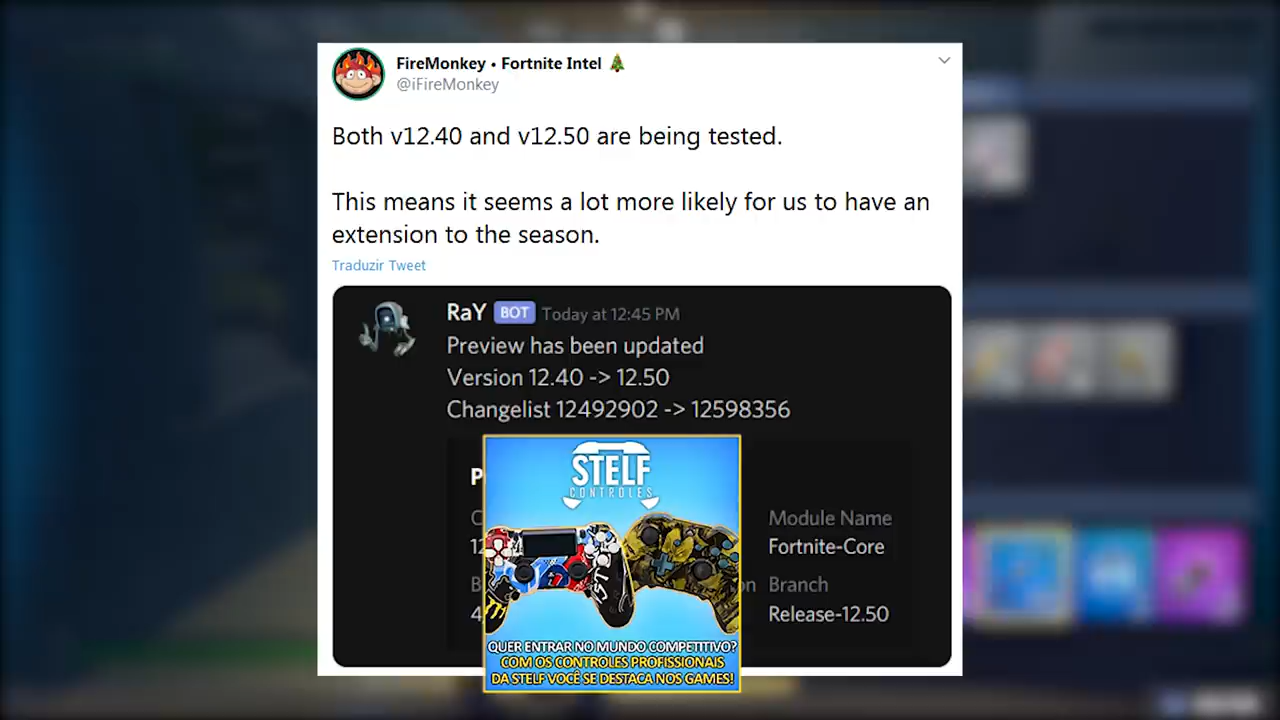 FireMonkey • Fortnite Intel 🎄
@iFireMonkey
Both v12.40 and v12.50 are being tested.
This means it seems a lot more likely for us to have an
extension to the season.
Traduzir Tweet
RaY BOT Today at 12:45 PM
Preview has been updated
Version 12.40 -> 12.50
Changelist 12492902 -> 12598356
Module Name
Fortnite-Core
Branch
Release-12.50
STELF
CONTROLES
QUER ENTRAR NO MUNDO COMPETITIVO?
COM OS CONTROLES PROFISSIONAIS
DA STELF VOCÊ SE DESTACA NOS GAMES!